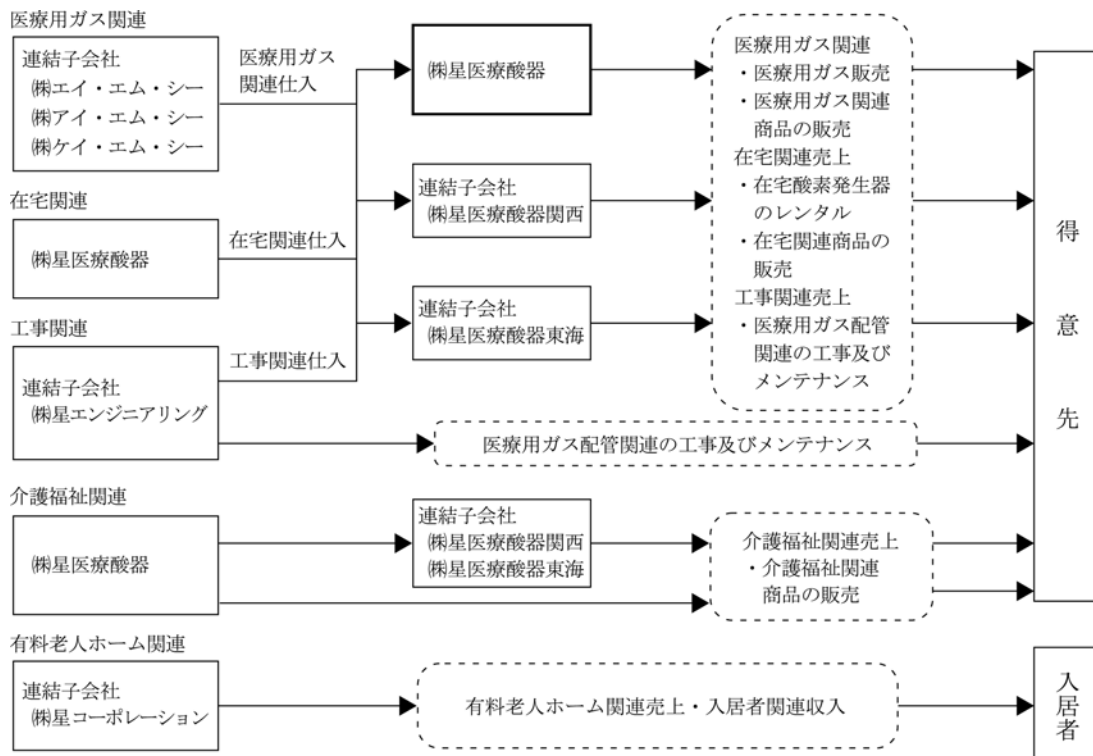 医療用ガス関連
連結子会社
㈱エイ・エム・シー
㈱アイ・エム・シー
㈱ケイ・エム・シー
医療用ガス
関連仕入
㈱星医療酸器
医療用ガス関連
・医療用ガス販売
・医療用ガス関連
商品の販売
在宅関連売上
・在宅酸素発生器
のレンタル
・在宅関連商品の
販売
工事関連売上
・医療用ガス配管
関連の工事及び
メンテナンス
得意先
在宅関連
㈱星医療酸器
在宅関連仕入
連結子会社
㈱星医療酸器関西
連結子会社
㈱星医療酸器東海
工事関連
連結子会社
㈱星エンジニアリング
工事関連仕入
医療用ガス配管関連の工事及びメンテナンス
介護福祉関連
㈱星医療酸器
連結子会社
㈱星医療酸器関西
㈱星医療酸器東海
介護福祉関連売上
・介護福祉関連
商品の販売
有料老人ホーム関連
連結子会社
㈱星コーポレーション
有料老人ホーム関連売上・入居者関連収入
入居者